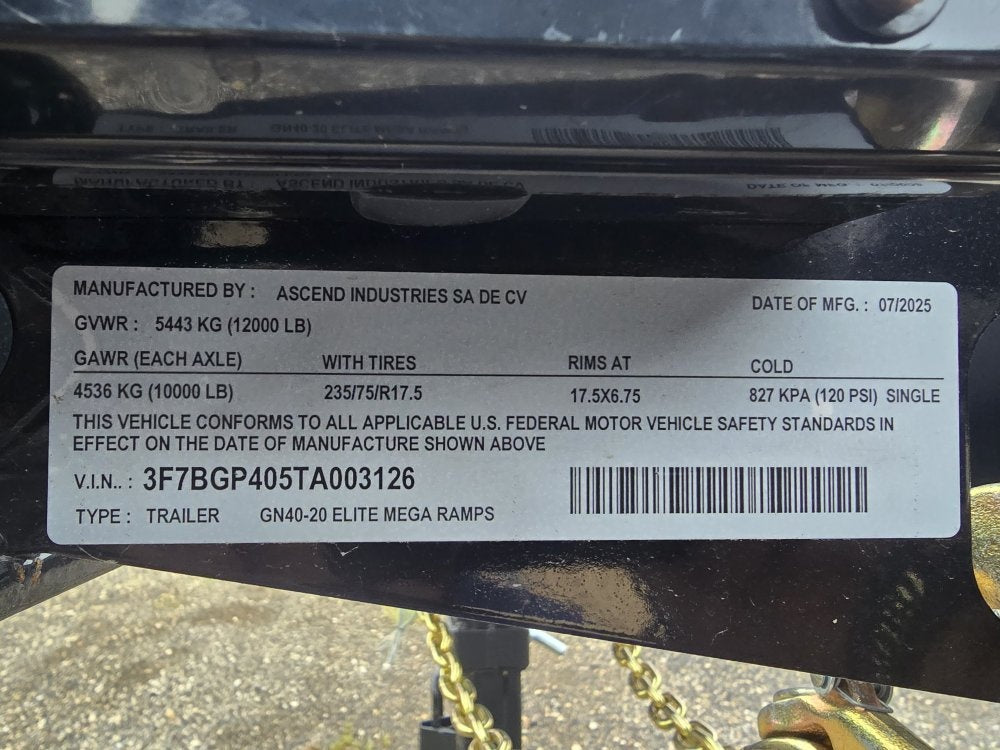 MANUFACTURED BY : ASCEND INDUSTRIES SA DE CV DATE OF MFG. : 07/2025
GVWR : 5443 KG (12000 LB)
GAWR (EACH AXLE) WITH TIRES RIMS AT COLD
4536 KG (10000 LB) 235/75/R17.5 17.5X6.75 827 KPA (120 PSI) SINGLE
THIS VEHICLE CONFORMS TO ALL APPLICABLE U.S. FEDERAL MOTOR VEHICLE SAFETY STANDARDS IN
EFFECT ON THE DATE OF MANUFACTURE SHOWN ABOVE
V.I.N.. : 3F7BGP405TA003126
TYPE : TRAILER GN40-20 ELITE MEGA RAMPS